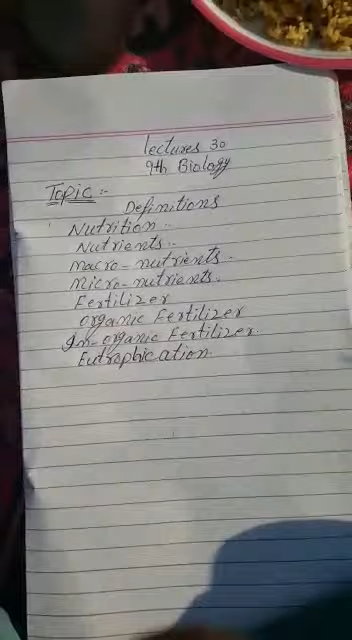 lectures 30
9th Biology
Topic :-
Definitions
Nutrition -
Nutrients -
Macro-nutrients -
Micro-nutrients.
Fertilizer
organic Fertilizer
In-organic Fertilizer.
Eutrophication.